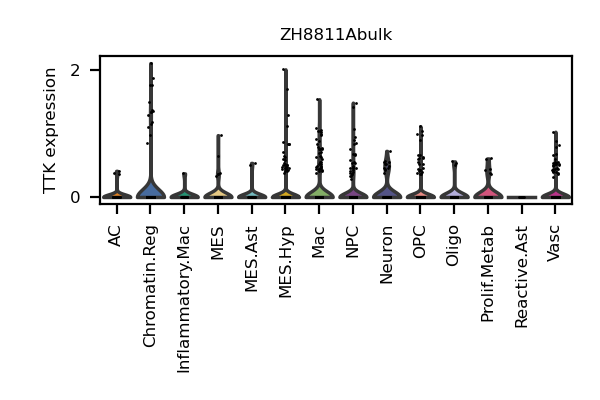 ZH8811Abulk
TTK expression
2
0
AC
Chromatin.Reg
Inflammatory.Mac
MES
MES.Ast
MES.Hyp
Mac
NPC
Neuron
OPC
Oligo
Prolif.Metab
Reactive.Ast
Vasc